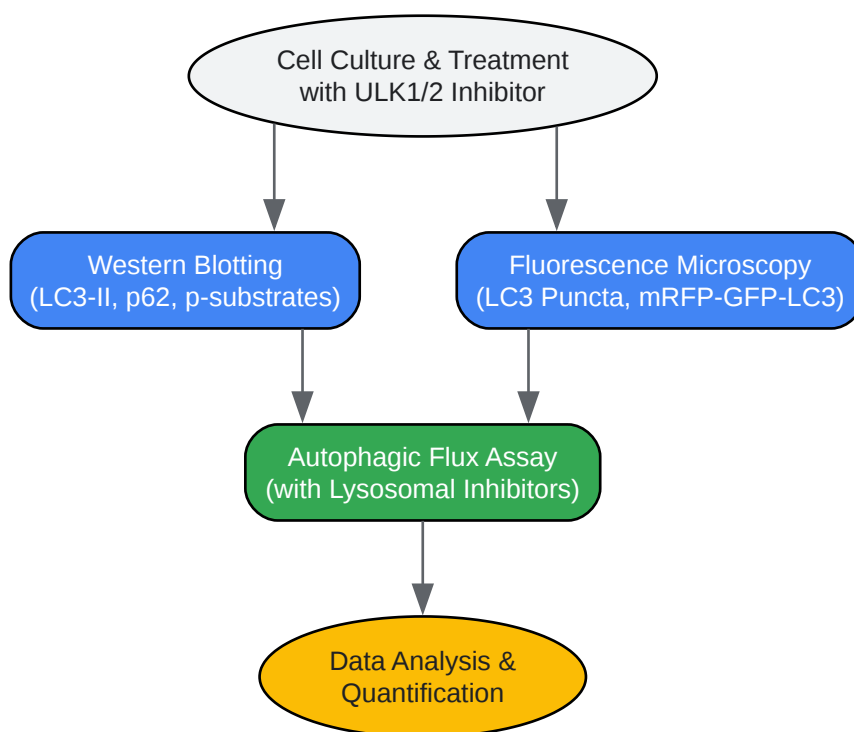 Cell Culture & Treatment
with ULK1/2 Inhibitor
Western Blotting
(LC3-II, p62, p-substrates)
Fluorescence Microscopy
(LC3 Puncta, mRFP-GFP-LC3)
Autophagic Flux Assay
(with Lysosomal Inhibitors)
Data Analysis &
Quantification